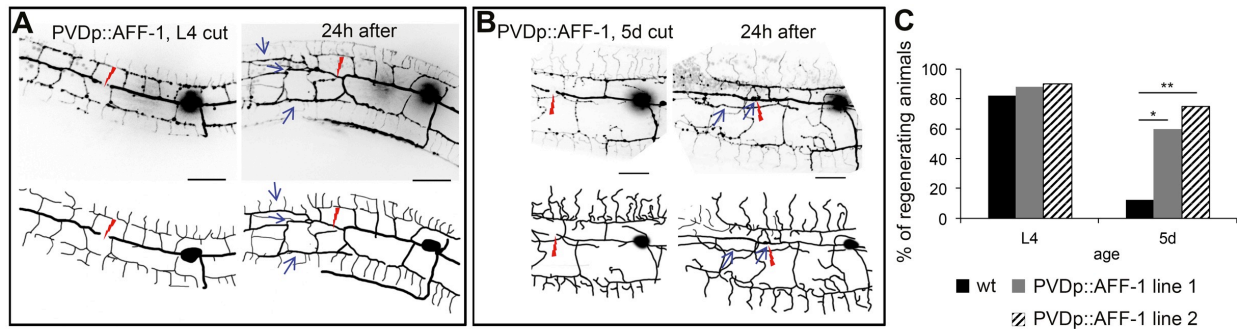 A
PVDp::AFF-1, L4 cut
24h after
B
PVDp::AFF-1, 5d cut
24h after
C
% of regenerating animals
100
80
60
40
20
0
**
*
L4
5d
age
wt
PVDp::AFF-1 line 1
PVDp::AFF-1 line 2